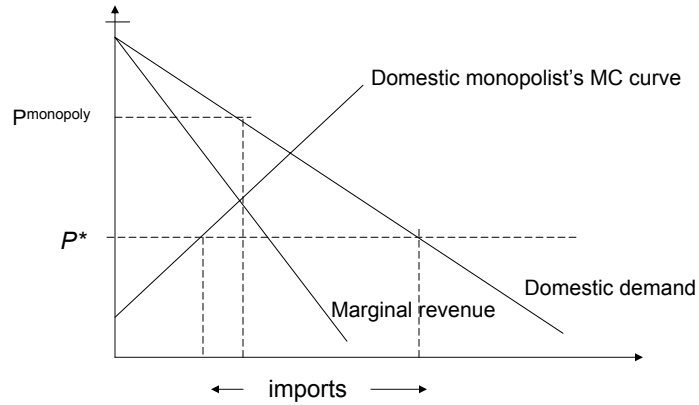 Domestic monopolist's MC curve
Pmonopoly
P*
Domestic demand
Marginal revenue
imports